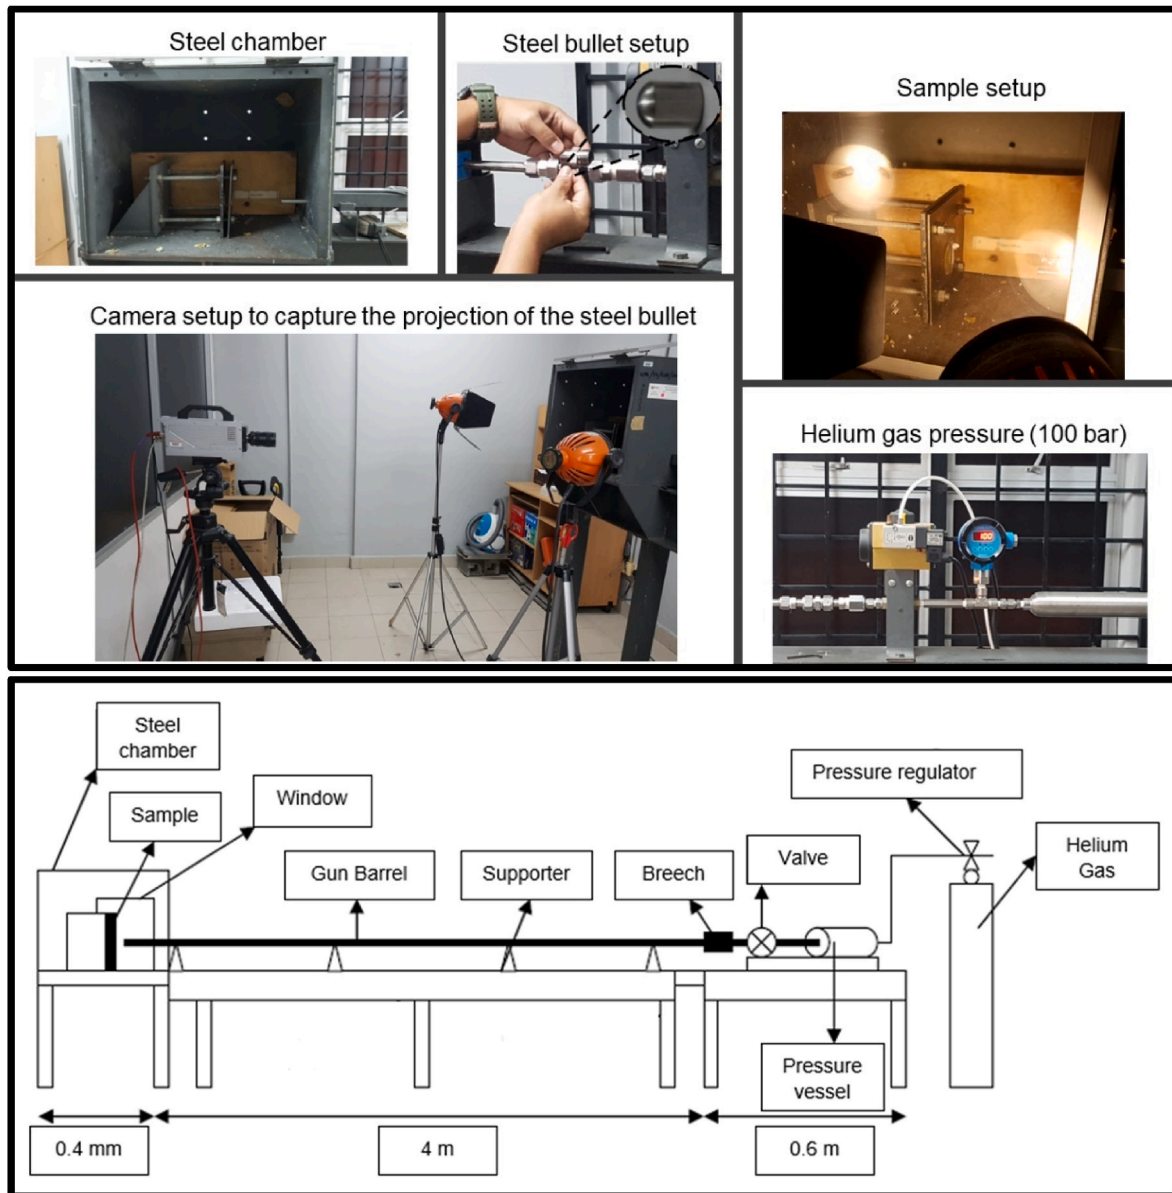 Steel chamber
Steel bullet setup
Sample setup
Camera setup to capture the projection of the steel bullet
Helium gas pressure (100 bar)
100
Steel
chamber
Sample
Window
Gun Barrel
Supporter
Breech
Valve
Pressure regulator
Helium
Gas
Pressure
vessel
0.4 mm
4 m
0.6 m